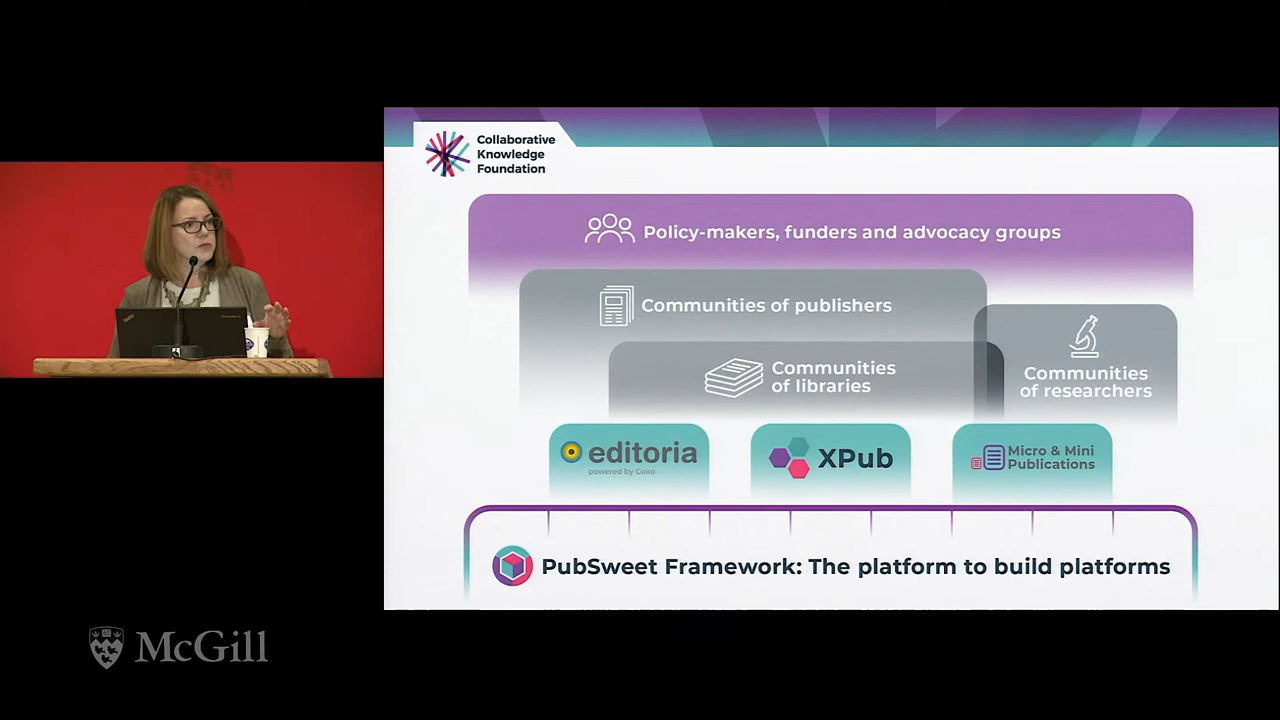 Collaborative
Knowledge
Foundation
Policy-makers, funders and advocacy groups
Communities of publishers
Communities
of libraries
Communities
of researchers
editoria
powered by Coko
XPub
Micro & Mini
Publications
PubSweet Framework: The platform to build platforms
McGill